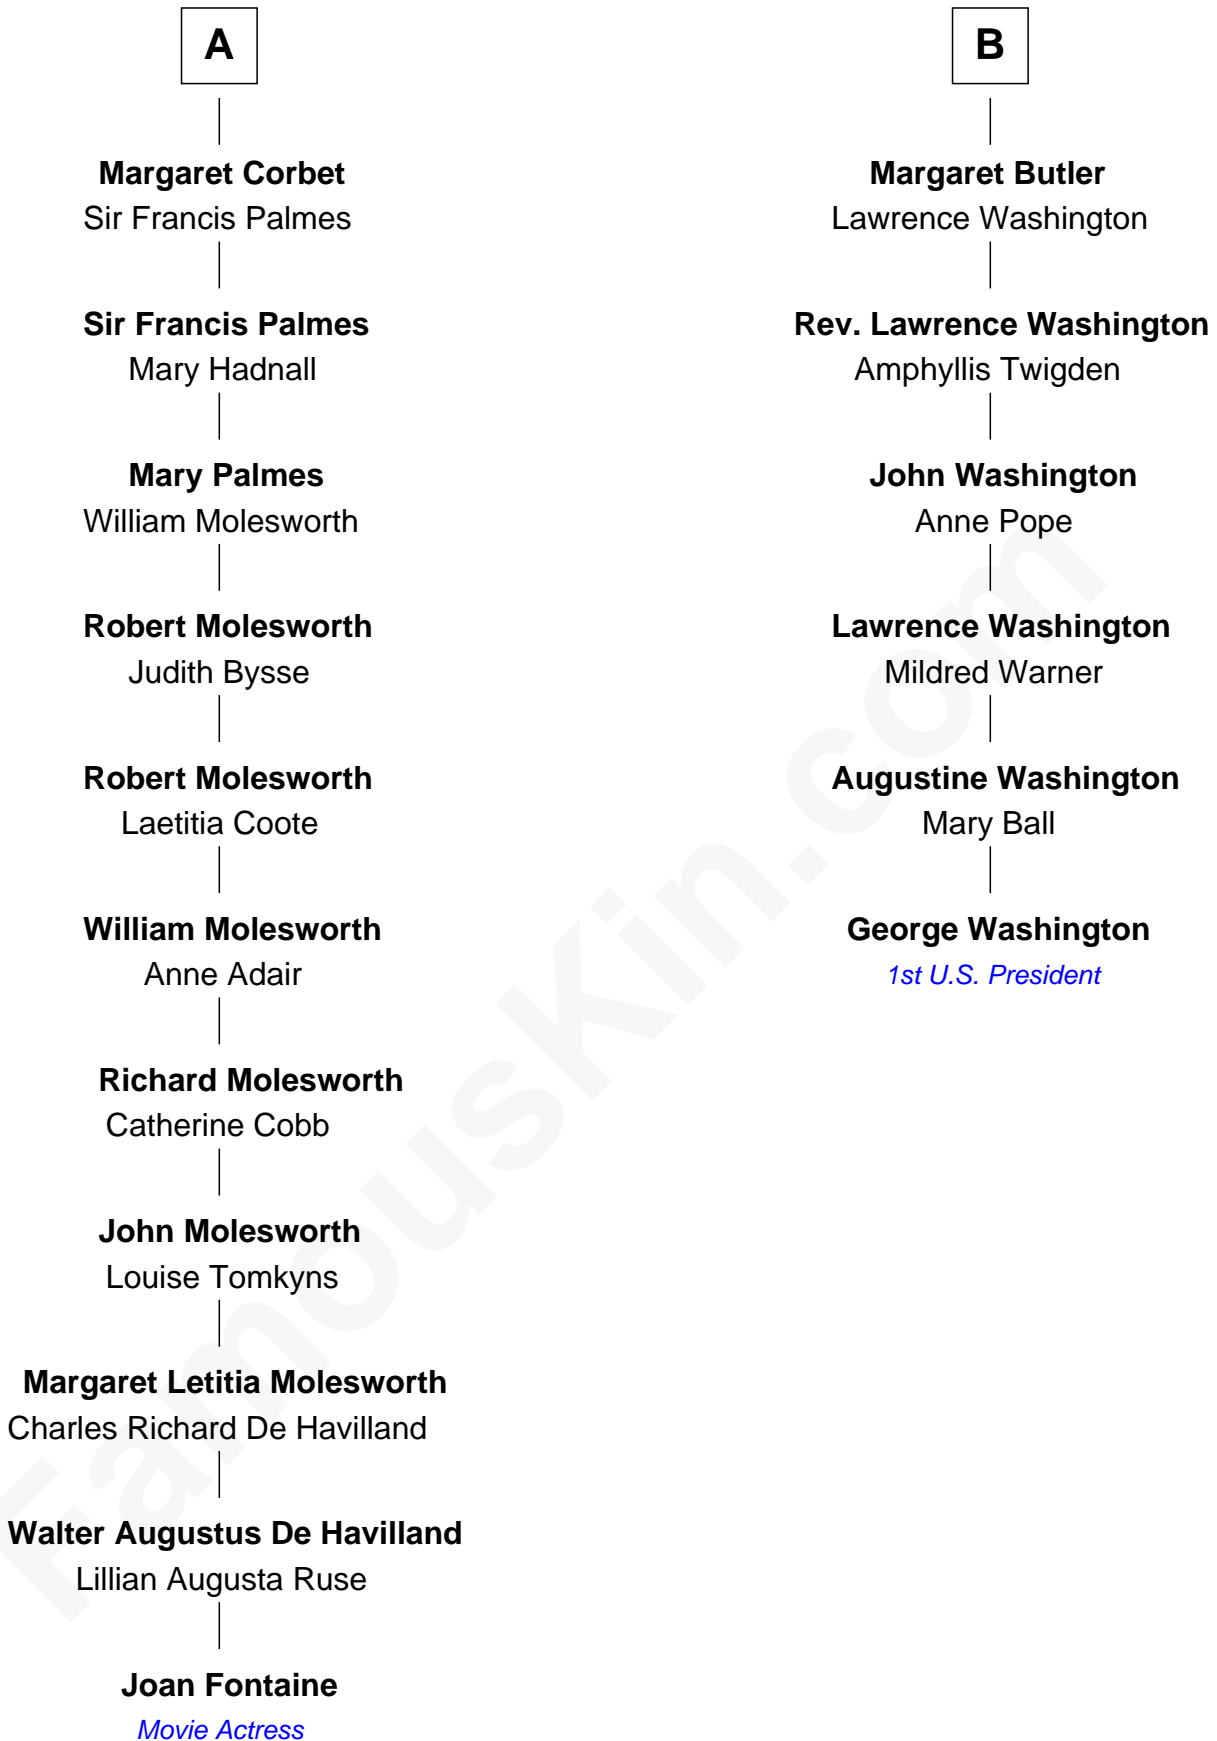 A
Margaret Corbet
Sir Francis Palmes
Sir Francis Palmes
Mary Hadnall
Mary Palmes
William Molesworth
Robert Molesworth
Judith Bysse
Robert Molesworth
Laetitia Coote
William Molesworth
Anne Adair
Richard Molesworth
Catherine Cobb
John Molesworth
Louise Tomkyns
Margaret Letitia Molesworth
Charles Richard De Havilland
Walter Augustus De Havilland
Lillian Augusta Ruse
Joan Fontaine
Movie Actress
B
Margaret Butler
Lawrence Washington
Rev. Lawrence Washington
Amphyllis Twigden
John Washington
Anne Pope
Lawrence Washington
Mildred Warner
Augustine Washington
Mary Ball
George Washington
1st U.S. President
FamousKin.com